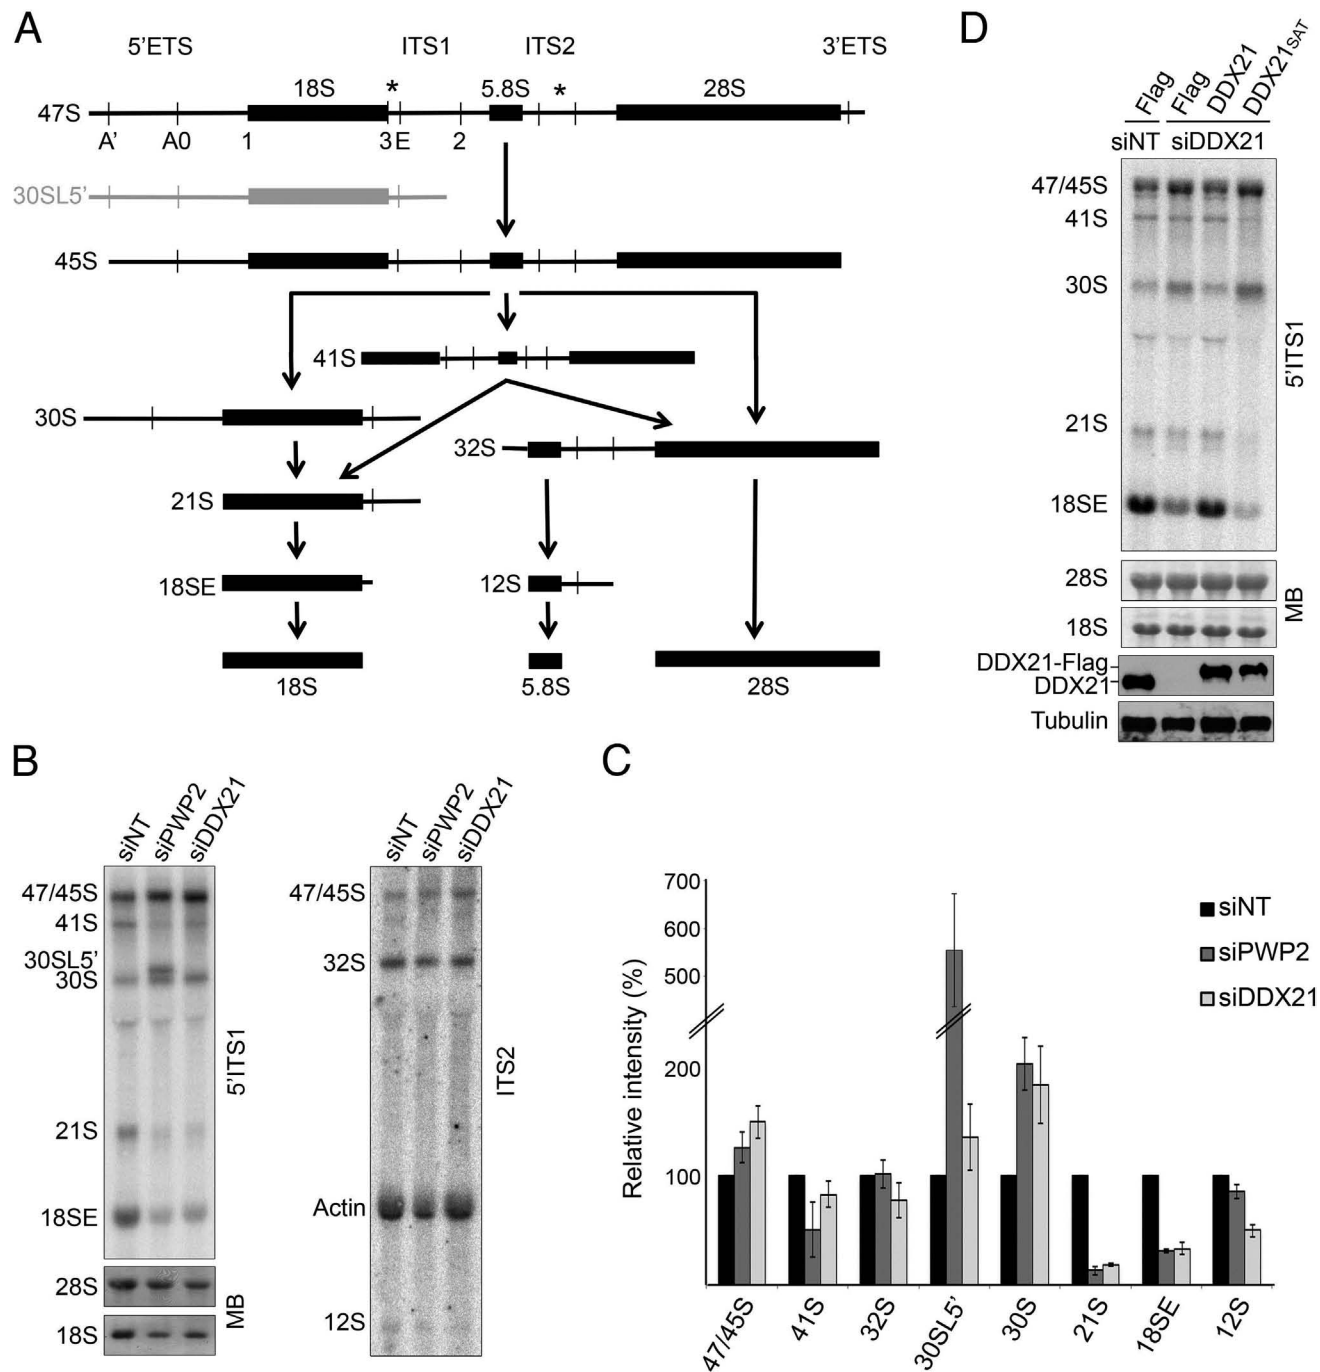 A
5'ETS ITS1 ITS2 3'ETS
18S * 5.8S * 28S
47S
A' A0 1 3 E 2
30SL5'
45S
41S
30S
32S
21S
18SE 12S
18S 5.8S 28S
B
siNT siPWP2 siDDX21
47/45S
41S
30SL5'
30S
21S
18SE
5'ITS1
28S
18S
MB
siNT siPWP2 siDDX21
47/45S
32S
Actin
12S
ITS2
C
Relative intensity (%)
700
600
500
200
100
siNT
siPWP2
siDDX21
47/45S 41S 32S 30SL5' 30S 21S 18SE 12S
D
Flag Flag DDX21 DDX21SAT
siNT siDDX21
47/45S
41S
30S
21S
18SE
5'ITS1
28S
18S
MB
DDX21-Flag
DDX21
Tubulin